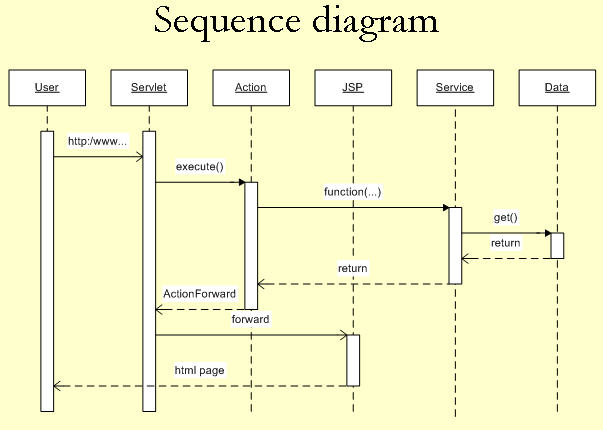 Sequence diagram
User
Servlet
Action
JSP
Service
Data
http:/www...
execute()
function(...)
get()
return
return
ActionForward
forward
html page